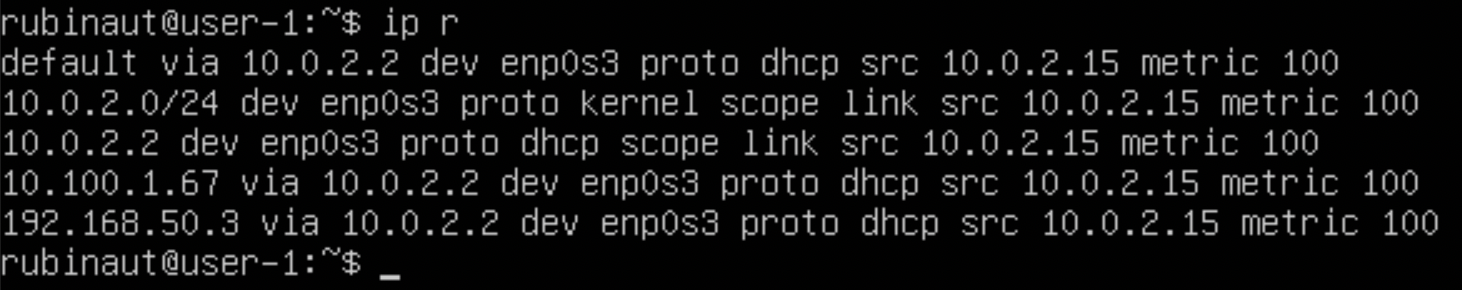 rubinaut@user-1:~$ ip r
default via 10.0.2.2 dev enp0s3 proto dhcp src 10.0.2.15 metric 100
10.0.2.0/24 dev enp0s3 proto kernel scope link src 10.0.2.15 metric 100
10.0.2.2 dev enp0s3 proto dhcp scope link src 10.0.2.15 metric 100
10.100.1.67 via 10.0.2.2 dev enp0s3 proto dhcp src 10.0.2.15 metric 100
192.168.50.3 via 10.0.2.2 dev enp0s3 proto dhcp src 10.0.2.15 metric 100
rubinaut@user-1:~$ _